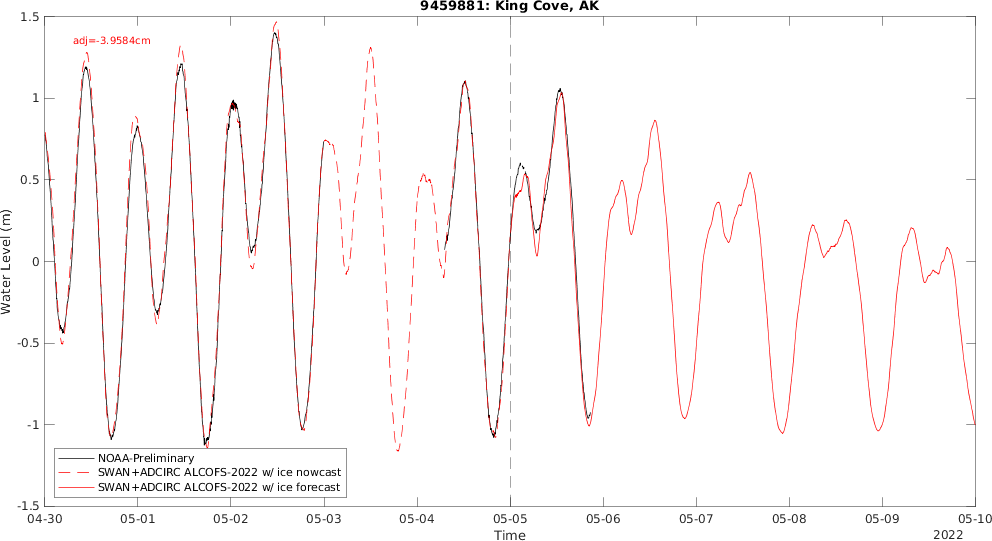 9459881: King Cove, AK
adj=-3.9584cm
Water Level (m)
1.5
1
0.5
0
-0.5
-1
-1.5
NOAA-Preliminary
SWAN+ADCIRC ALCOFS-2022 w/ ice nowcast
SWAN+ADCIRC ALCOFS-2022 w/ ice forecast
04-30 05-01 05-02 05-03 05-04 05-05 05-06 05-07 05-08 05-09 05-10
Time
2022